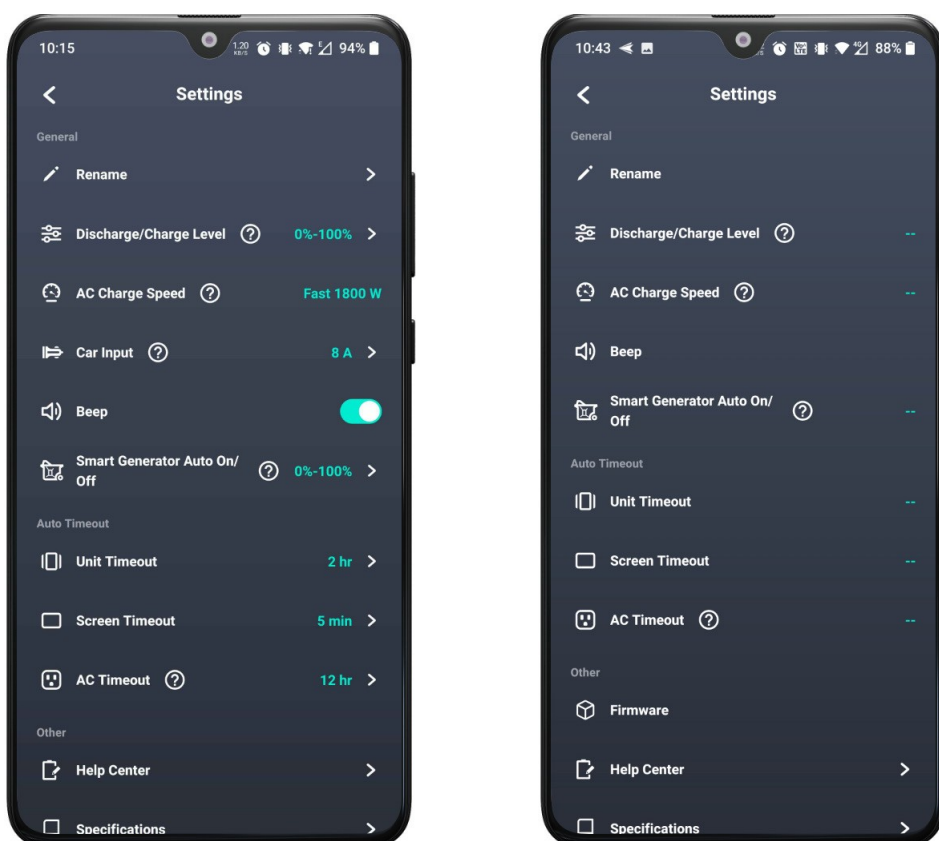 10:15
1.20
KB/S
94%
Settings
General
Rename
Discharge/Charge Level
0%-100%
AC Charge Speed
Fast 1800 W
Car Input
8 A
Beep
Smart Generator Auto On/
Off
0%-100%
Auto Timeout
Unit Timeout
2 hr
Screen Timeout
5 min
AC Timeout
12 hr
Other
Help Center
Specifications
10:43
4G
88%
Settings
General
Rename
Discharge/Charge Level
--
AC Charge Speed
--
Beep
Smart Generator Auto On/
Off
--
Auto Timeout
Unit Timeout
--
Screen Timeout
--
AC Timeout
--
Other
Firmware
Help Center
Specifications